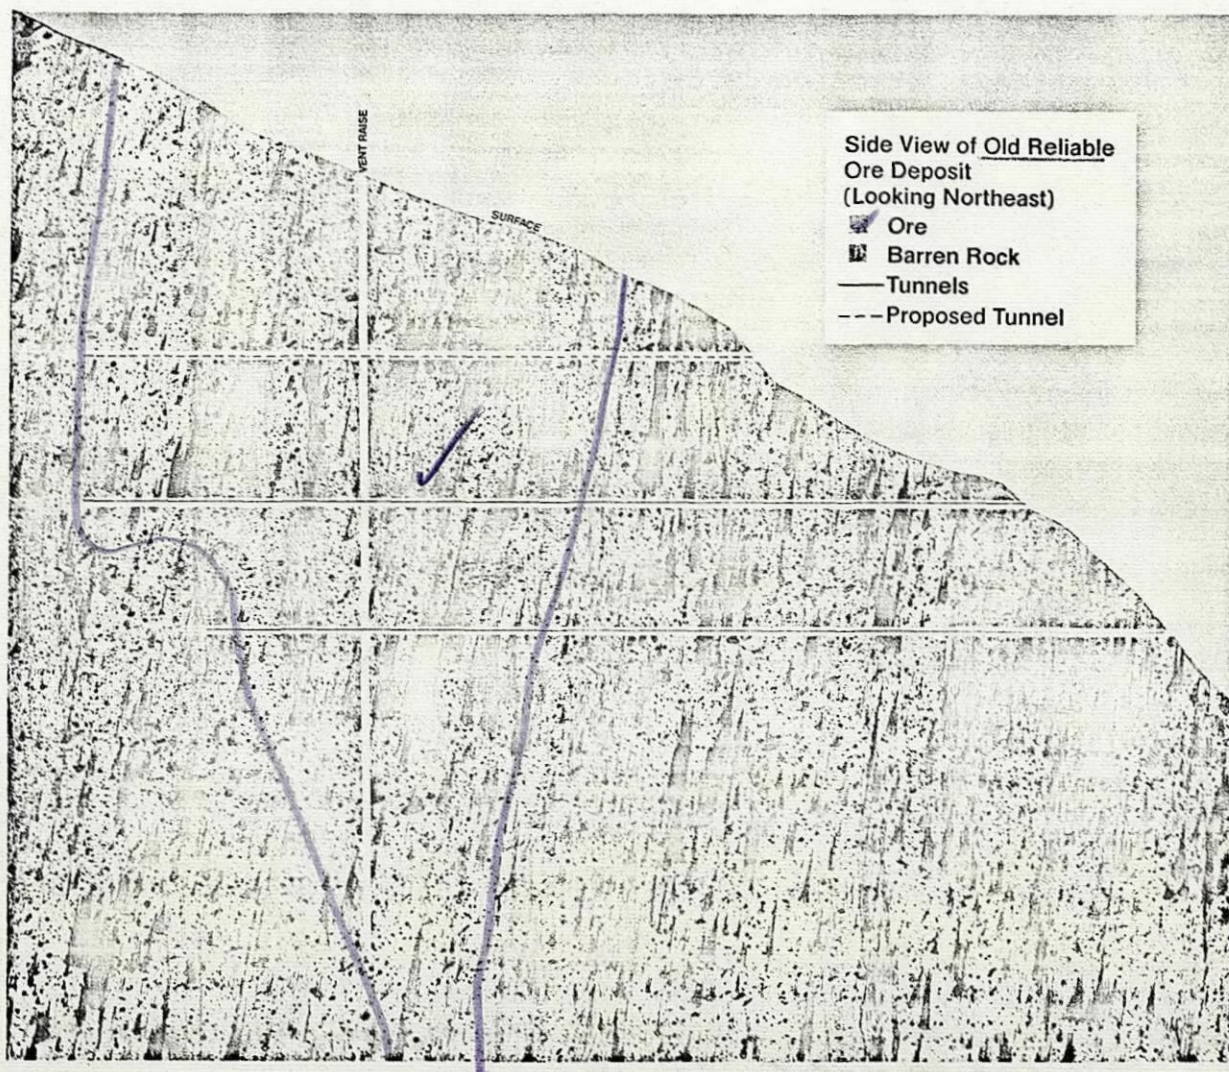 VENT RAISE
SURFACE
Side View of Old Reliable
Ore Deposit
(Looking Northeast)
Ore
Barren Rock
Tunnels
Proposed Tunnel